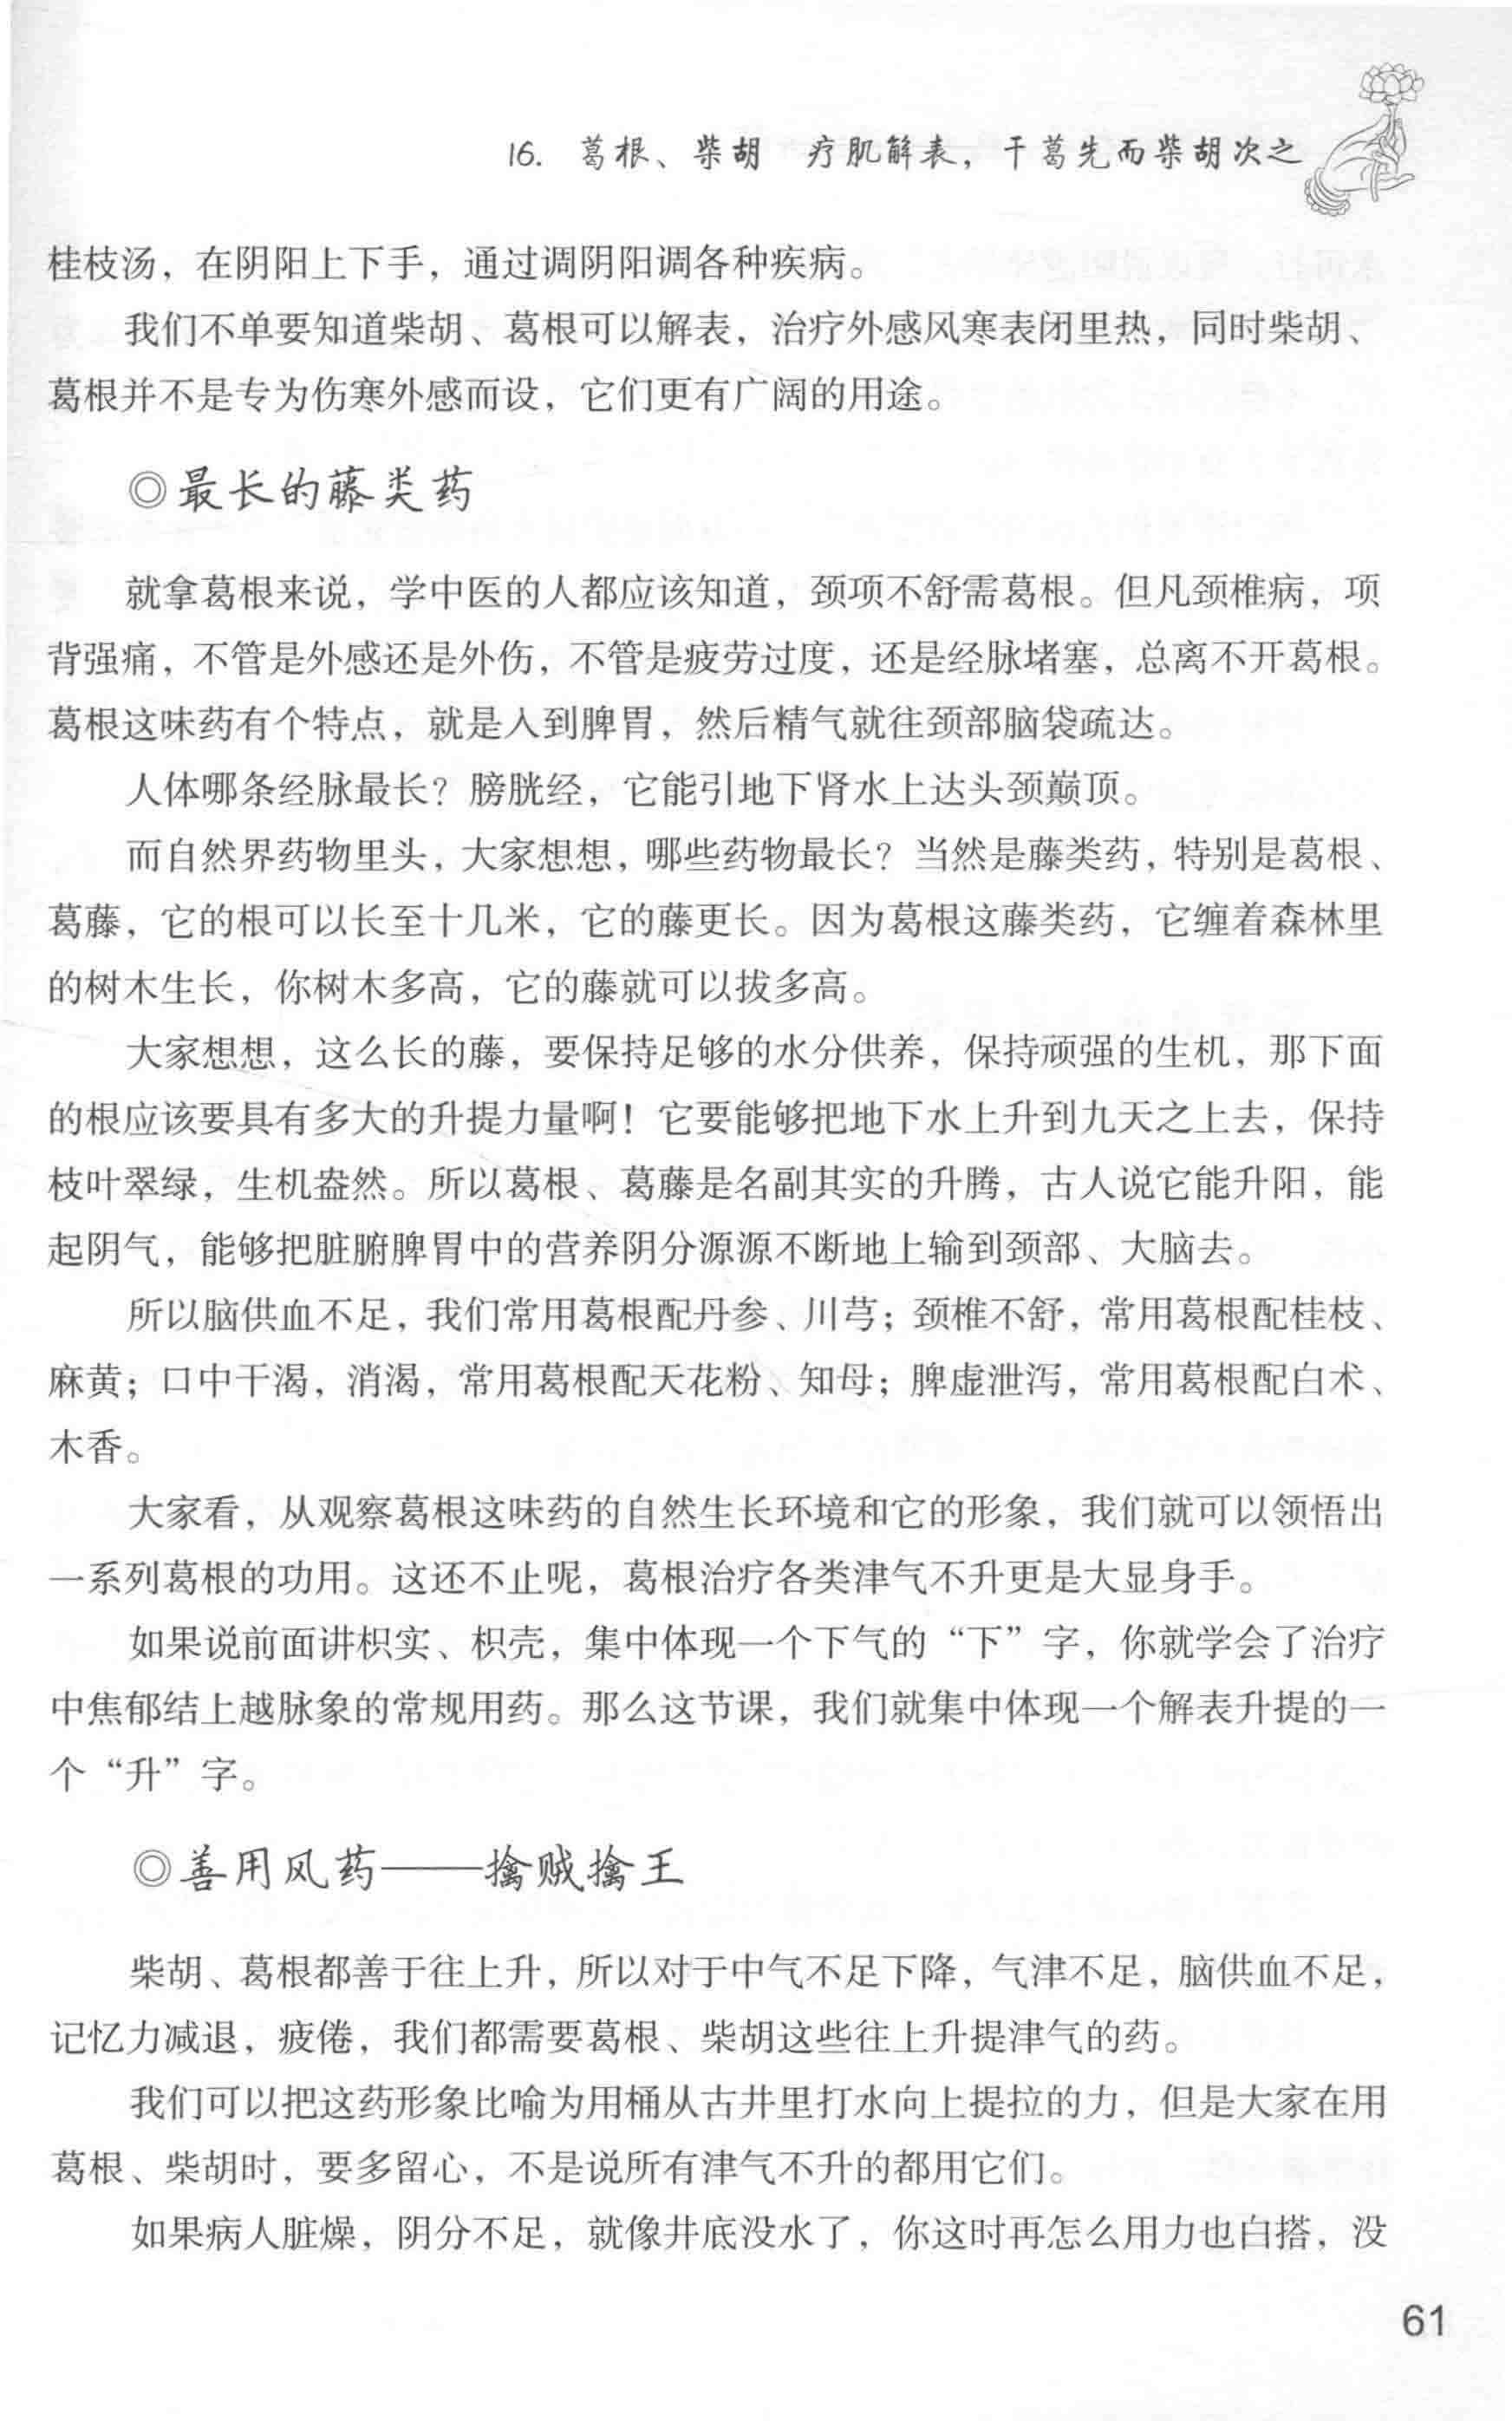 16. 葛根、柴胡 疗肌解表，干葛先而柴胡次之
桂枝汤，在阴阳上下手，通过调阴阳调各种疾病。
我们不单要知道柴胡、葛根可以解表，治疗外感风寒表闭里热，同时柴胡、
葛根并不是专为伤寒外感而设，它们更有广阔的用途。
◎最长的藤类药
就拿葛根来说，学中医的人都应该知道，颈项不舒需葛根。但凡颈椎病，项
背强痛，不管是外感还是外伤，不管是疲劳过度，还是经脉堵塞，总离不开葛根。
葛根这味药有个特点，就是入到脾胃，然后精气就往颈部脑袋疏达。
人体哪条经脉最长？膀胱经，它能引地下肾水上达头颈巅顶。
而自然界药物里头，大家想想，哪些药物最长？当然是藤类药，特别是葛根、
葛藤，它的根可以长至十几米，它的藤更长。因为葛根这藤类药，它缠着森林里
的树木生长，你树木多高，它的藤就可以拔多高。
大家想想，这么长的藤，要保持足够的水分供养，保持顽强的生机，那下面
的根应该要具有多大的升提力量啊！它要能够把地下水上升到九天之上去，保持
枝叶翠绿，生机盎然。所以葛根、葛藤是名副其实的升腾，古人说它能升阳，能
起阴气，能够把脏腑脾胃中的营养阴分源源不断地上输到颈部、大脑去。
所以脑供血不足，我们常用葛根配丹参、川芎；颈椎不舒，常用葛根配桂枝、
麻黄；口中干渴，消渴，常用葛根配天花粉、知母；脾虚泄泻，常用葛根配白术、
木香。
大家看，从观察葛根这味药的自然生长环境和它的形象，我们就可以领悟出
一系列葛根的功用。这还不止呢，葛根治疗各类津气不升更是大显身手。
如果说前面讲枳实、枳壳，集中体现一个下气的“下”字，你就学会了治疗
中焦郁结上越脉象的常规用药。那么这节课，我们就集中体现一个解表升提的一
个“升”字。
◎善用风药——擒贼擒王
柴胡、葛根都善于往上升，所以对于中气不足下降，气津不足，脑供血不足，
记忆力减退，疲倦，我们都需要葛根、柴胡这些往上升提津气的药。
我们可以把这药形象比喻为用桶从古井里打水向上提拉的力，但是大家在用
葛根、柴胡时，要多留心，不是说所有津气不升的都用它们。
如果病人脏燥，阴分不足，就像井底没水了，你这时再怎么用力也白搭，没
61